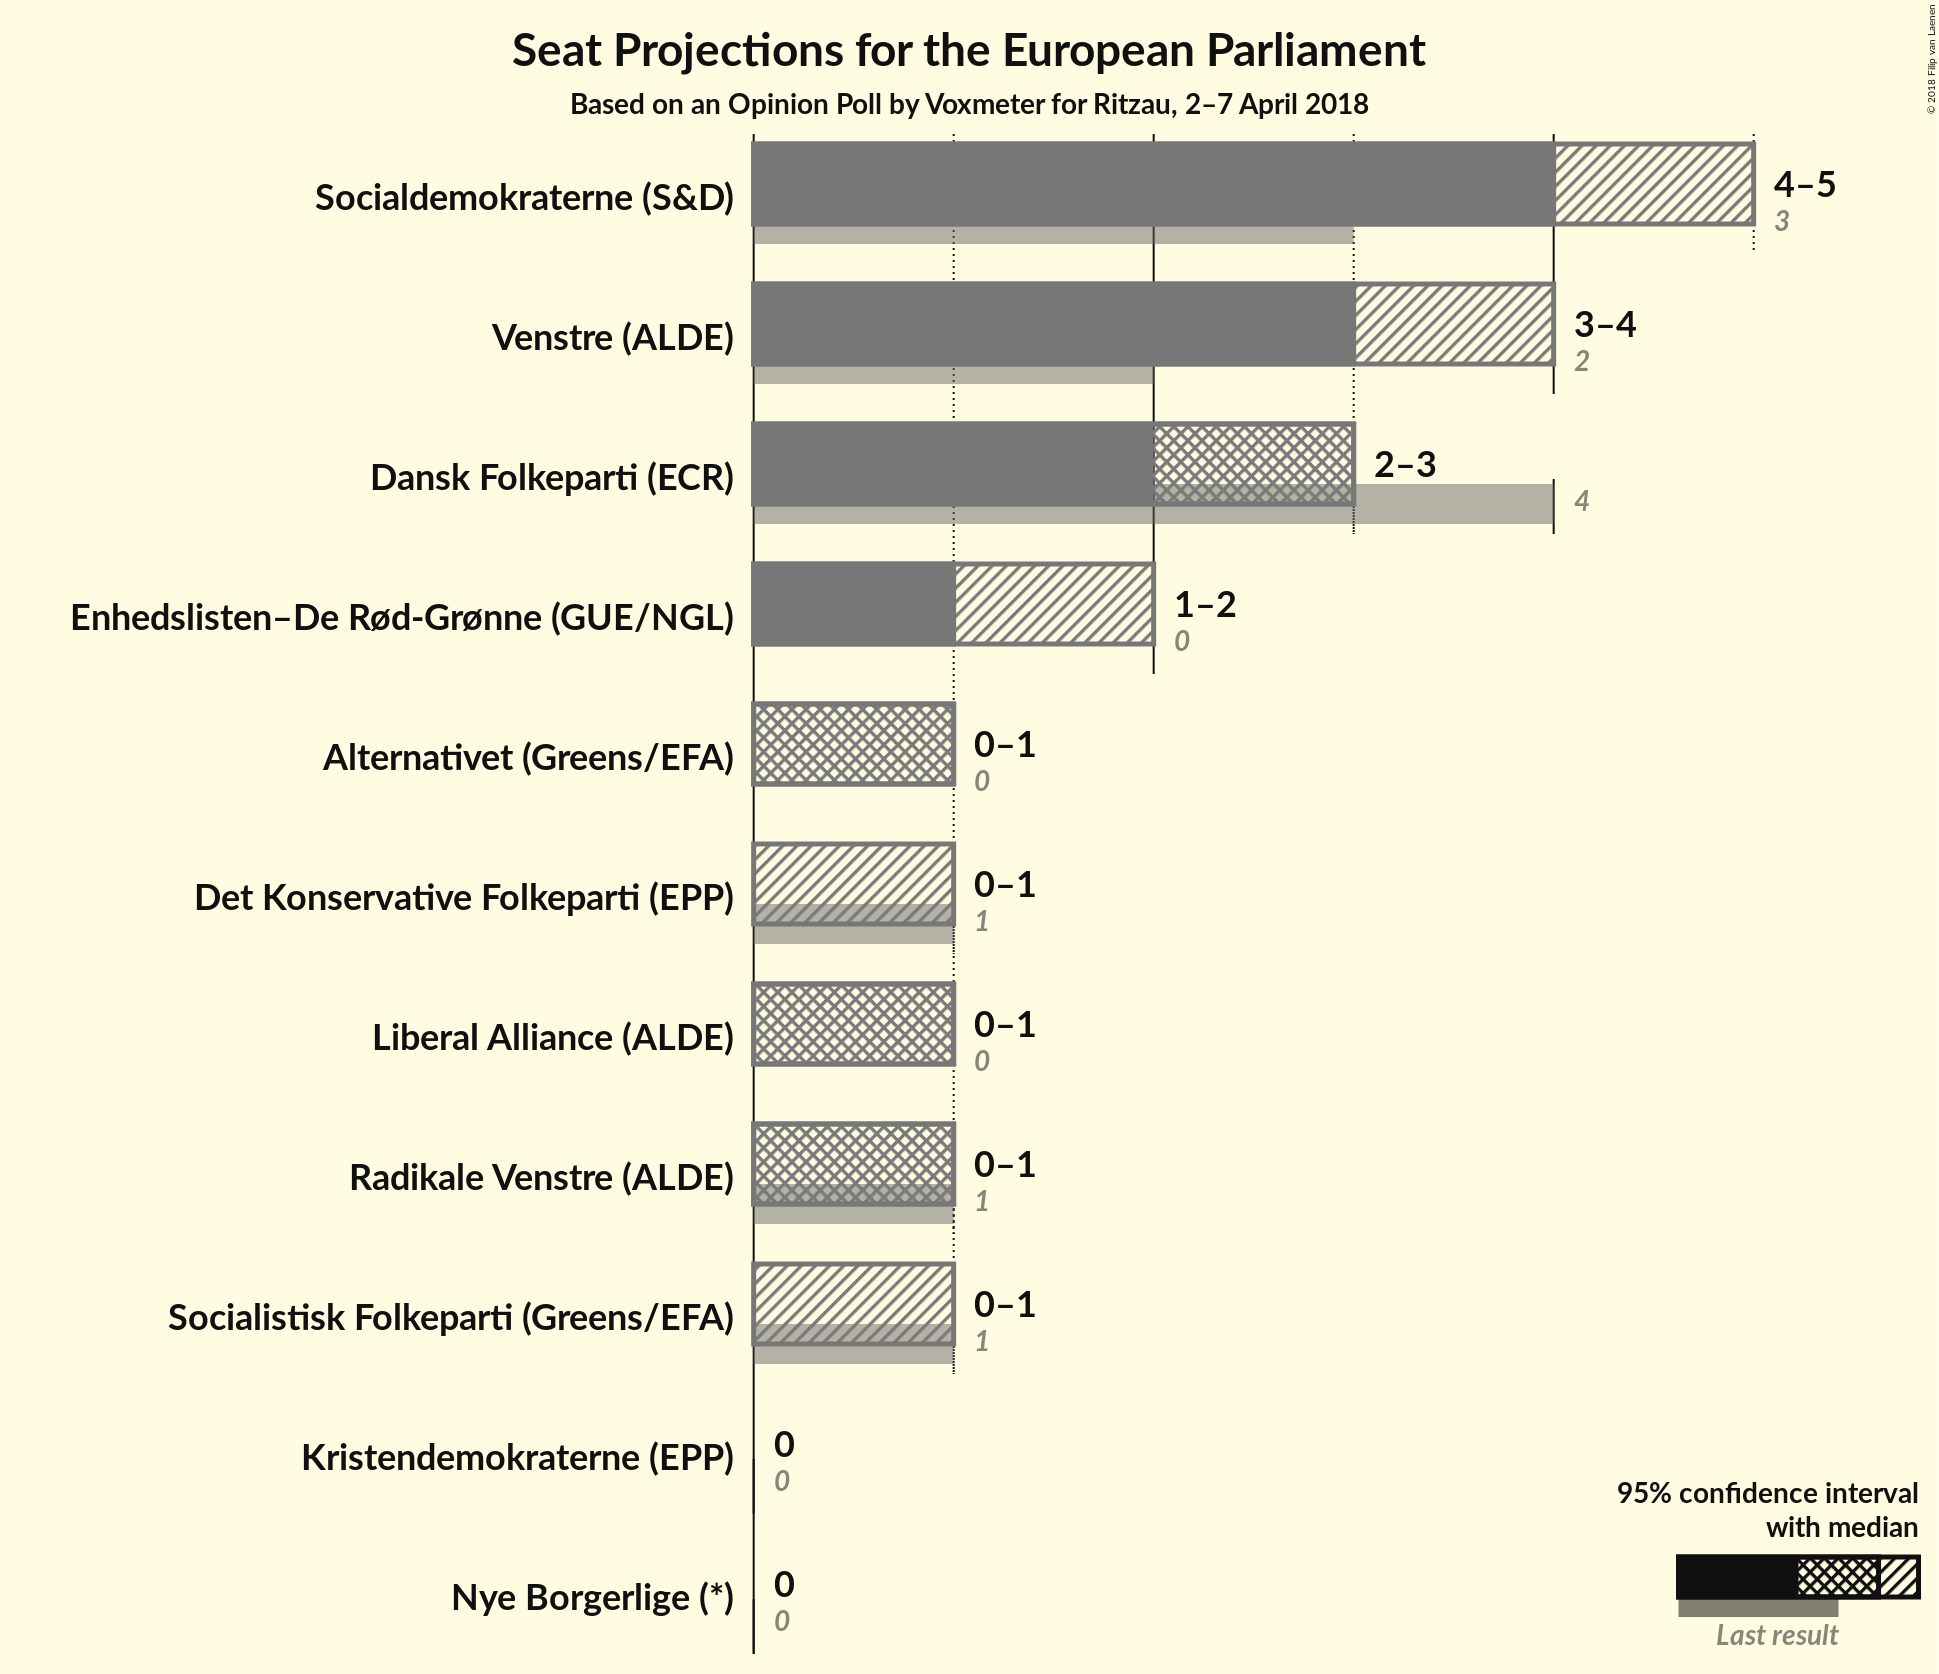 Seat Projections for the European Parliament
Based on an Opinion Poll by Voxmeter for Ritzau, 2–7 April 2018
© 2018 Filip van Laenen
Socialdemokraterne (S&D)
4–5
3
Venstre (ALDE)
3–4
2
Dansk Folkeparti (ECR)
2–3
4
Enhedslisten–De Rød-Grønne (GUE/NGL)
1–2
0
Alternativet (Greens/EFA)
0–1
0
Det Konservative Folkeparti (EPP)
0–1
1
Liberal Alliance (ALDE)
0–1
0
Radikale Venstre (ALDE)
0–1
1
Socialistisk Folkeparti (Greens/EFA)
0–1
1
Kristendemokraterne (EPP)
0
0
Nye Borgerlige (*)
0
0
95% confidence interval
with median
Last result